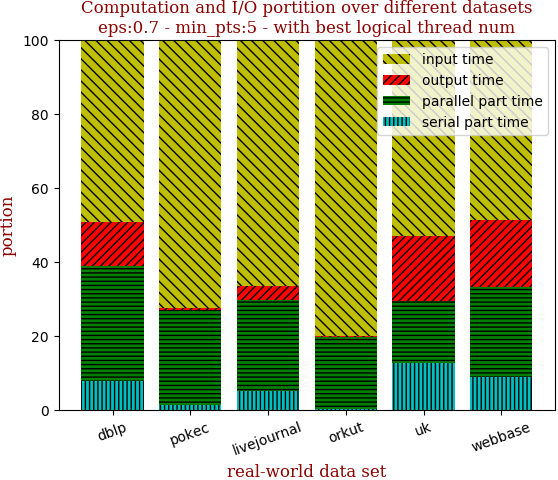 Computation and I/O portition over different datasets
eps:0.7 - min_pts:5 - with best logical thread num
100
80
60
40
20
0
portion
input time
output time
parallel part time
serial part time
dblp
pokec
livejournal
orkut
uk
webbase
real-world data set